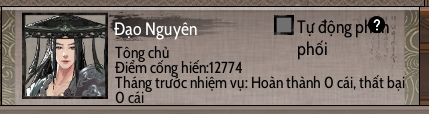 Đạo Nguyên
Tự động phân
phối
Tông chủ
Điểm cống hiến:12774
Tháng trước nhiệm vụ: Hoàn thành 0 cái, thất bại
0 cái